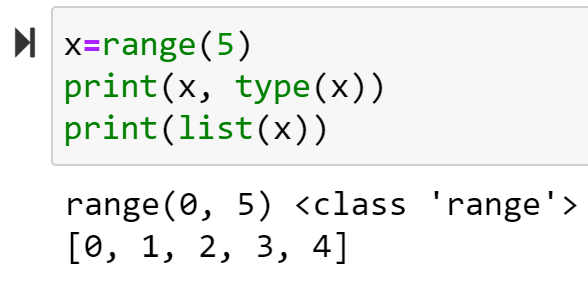 x=range(5)
print(x, type(x))
print(list(x))
range(0, 5) <class 'range'>
[0, 1, 2, 3, 4]